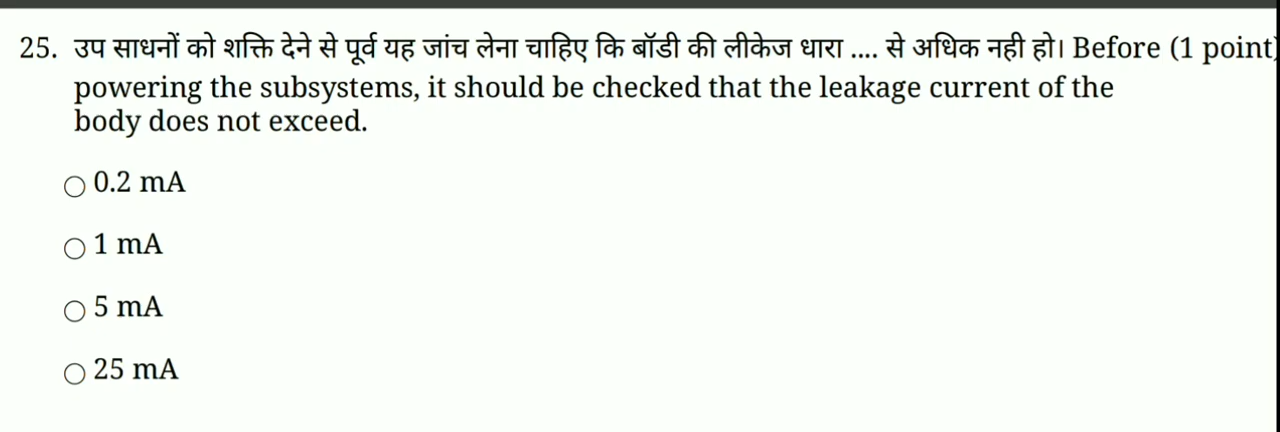 25. उप साधनों को शक्ति देने से पूर्व यह जांच लेना चाहिए कि बॉडी की लीकेज धारा .... से अधिक नही हो। Before (1 point)
powering the subsystems, it should be checked that the leakage current of the
body does not exceed.
0.2 mA
1 mA
5 mA
25 mA